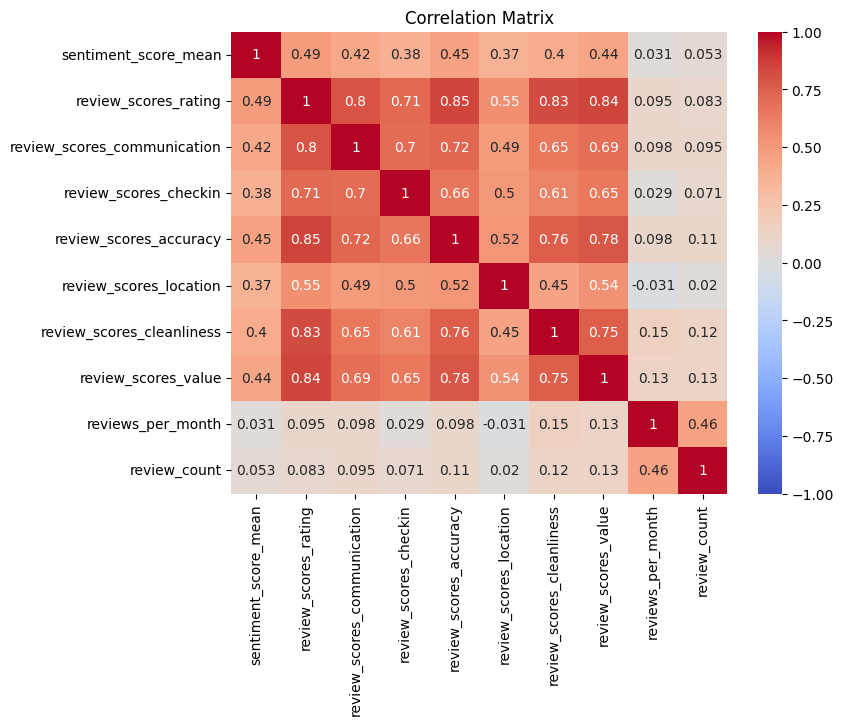 Correlation Matrix
sentiment_score_mean 1 0.49 0.42 0.38 0.45 0.37 0.4 0.44 0.031 0.053
review_scores_rating 0.49 1 0.8 0.71 0.85 0.55 0.83 0.84 0.095 0.083
review_scores_communication 0.42 0.8 1 0.7 0.72 0.49 0.65 0.69 0.098 0.095
review_scores_checkin 0.38 0.71 0.7 1 0.66 0.5 0.61 0.65 0.029 0.071
review_scores_accuracy 0.45 0.85 0.72 0.66 1 0.52 0.76 0.78 0.098 0.11
review_scores_location 0.37 0.55 0.49 0.5 0.52 1 0.45 0.54 -0.031 0.02
review_scores_cleanliness 0.4 0.83 0.65 0.61 0.76 0.45 1 0.75 0.15 0.12
review_scores_value 0.44 0.84 0.69 0.65 0.78 0.54 0.75 1 0.13 0.13
reviews_per_month 0.031 0.095 0.098 0.029 0.098 -0.031 0.15 0.13 1 0.46
review_count 0.053 0.083 0.095 0.071 0.11 0.02 0.12 0.13 0.46 1
sentiment_score_mean
review_scores_rating
review_scores_communication
review_scores_checkin
review_scores_accuracy
review_scores_location
review_scores_cleanliness
review_scores_value
reviews_per_month
review_count
1.00
0.75
0.50
0.25
0.00
−0.25
−0.50
−0.75
−1.00